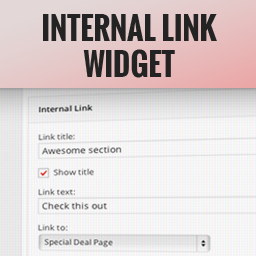 INTERNAL LINK
WIDGET
Internal Link
Link title:
Awesome section
Show title
Link text:
Check this out
Link to:
Special Deal Page